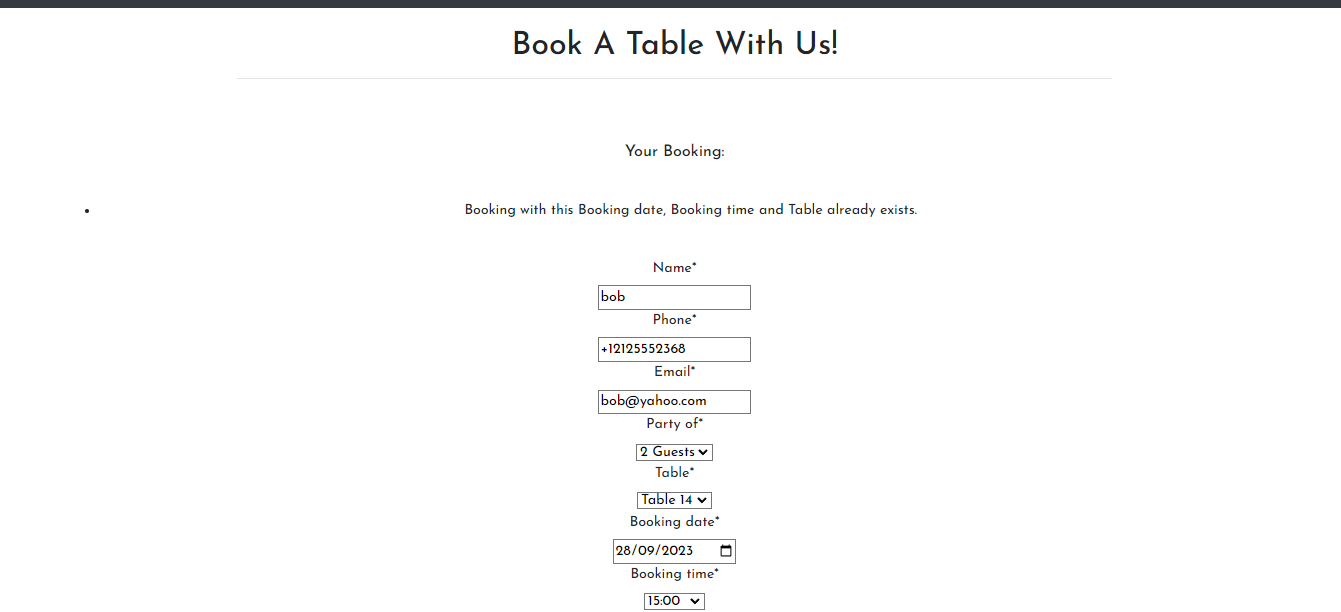 Book A Table With Us!
Your Booking:
Booking with this Booking date, Booking time and Table already exists.
Name*
bob
Phone*
+12125552368
Email*
bob@yahoo.com
Party of*
2 Guests
Table*
Table 14
Booking date*
28/09/2023
Booking time*
15:00